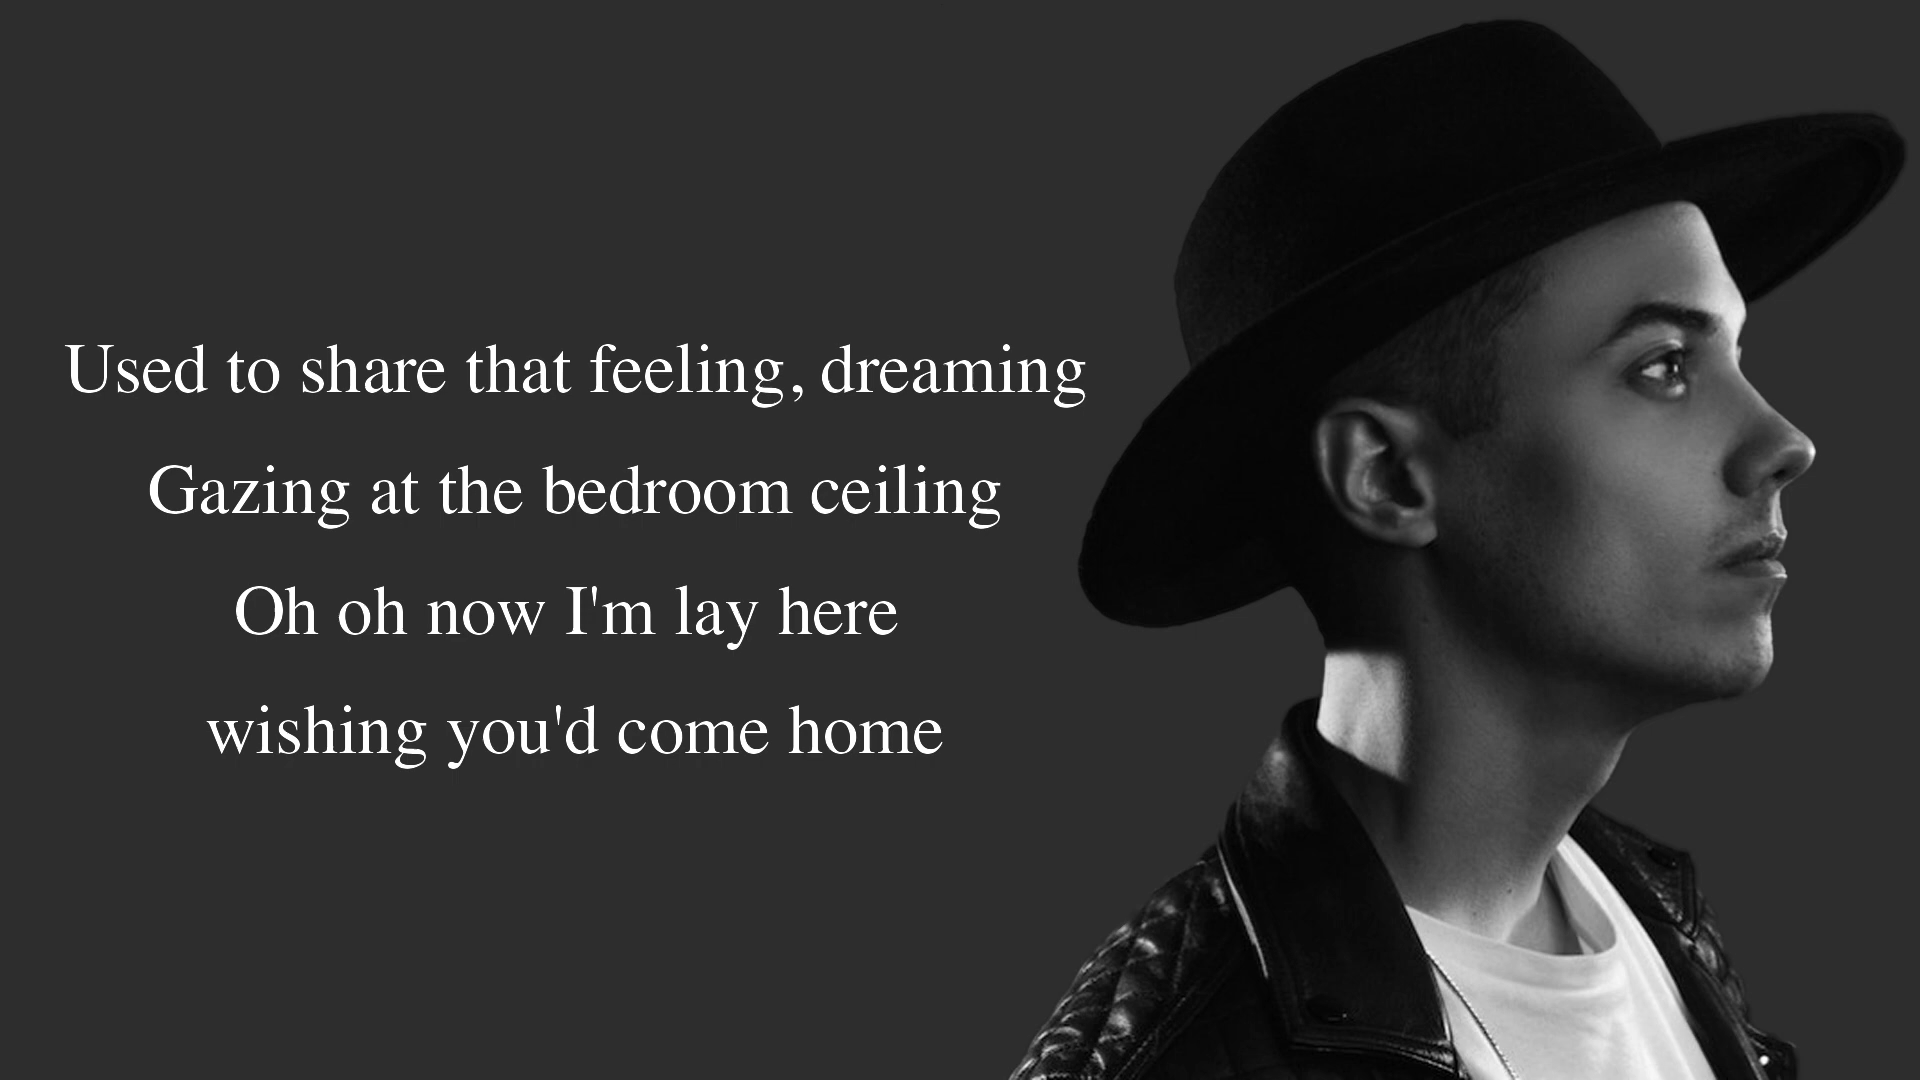 Used to share that feeling, dreaming
Gazing at the bedroom ceiling
Oh oh now I'm lay here
wishing you'd come home